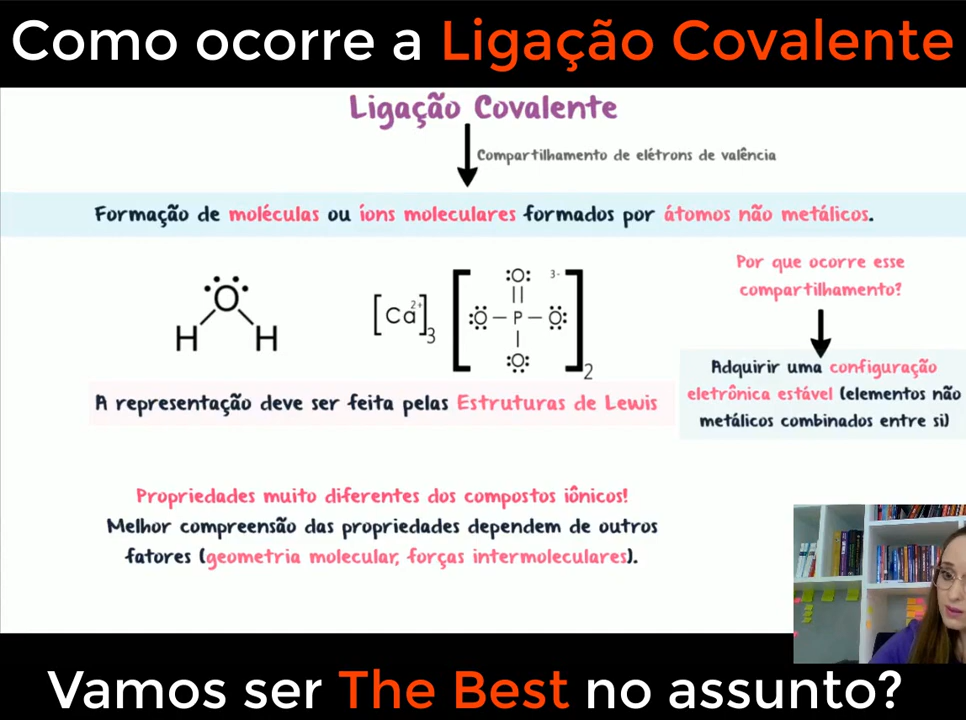 Como ocorre a Ligação Covalente
Ligação Covalente
Compartilhamento de elétrons de valência
Formação de moléculas ou íons moleculares formados por átomos não metálicos.
Por que ocorre esse
compartilhamento?
O
H H
[Ca²⁺]₃ [:O: ³⁻
:O – P – O:
:O:]₂
Adquirir uma configuração
eletrônica estável (elementos não
metálicos combinados entre si)
A representação deve ser feita pelas Estruturas de Lewis
Propriedades muito diferentes dos compostos iônicos!
Melhor compreensão das propriedades dependem de outros
fatores (geometria molecular, forças intermoleculares).
Vamos ser The Best no assunto?